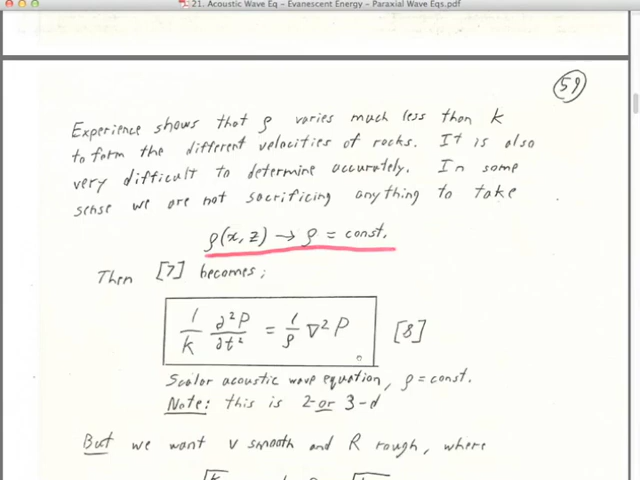 21. Acoustic Wave Eq – Evanescent Energy – Paraxial Wave Eqs.pdf
59
Experience shows that ρ varies much less than k
to form the different velocities of rocks. It is also
very difficult to determine accurately. In some
sense we are not sacrificing anything to take
ρ(x, z) → ρ = const.
Then [7] becomes;
1/k ∂²P/∂t² = 1/ρ ∇²P [8]
Scalar acoustic wave equation, ρ = const.
Note: this is 2-or 3-d
But we want v smooth and R rough, where